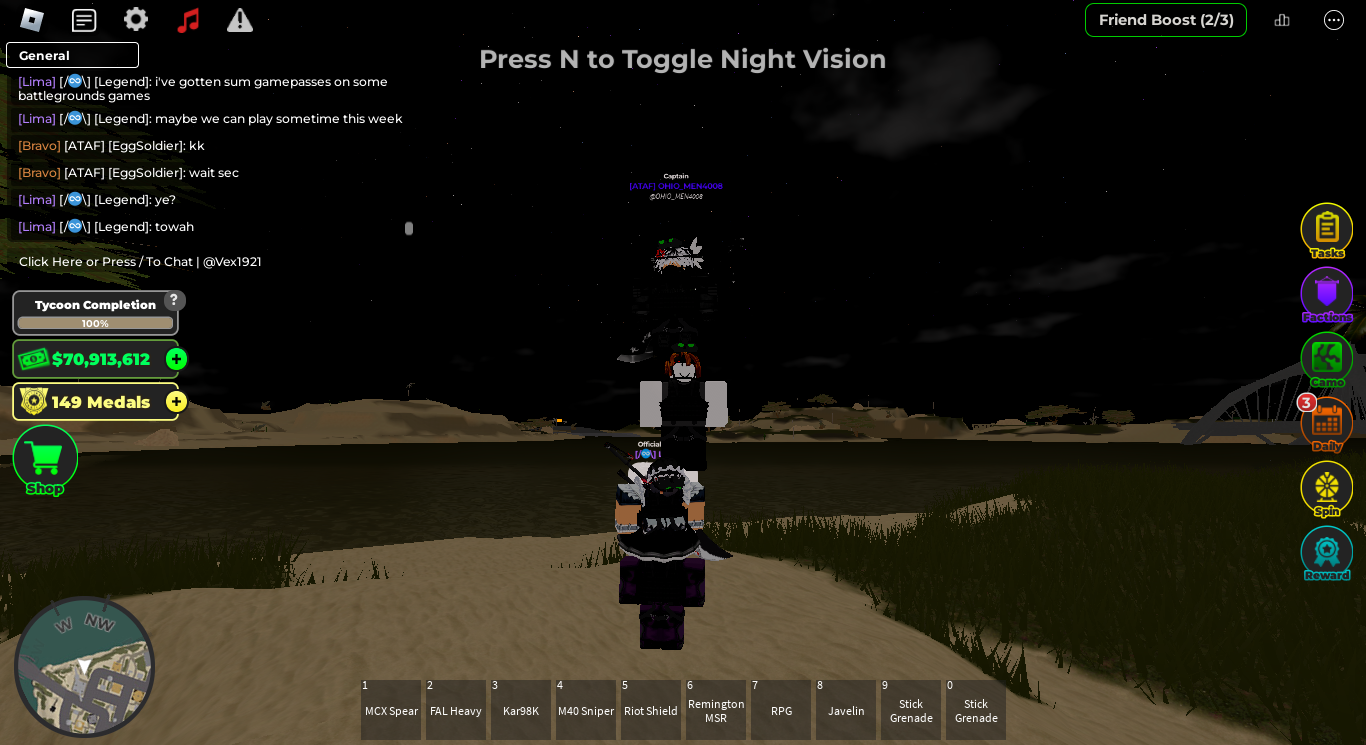 Friend Boost (2/3)
General
Press N to Toggle Night Vision
[Lima] [/♾\] [Legend]: i've gotten sum gamepasses on some
battlegrounds games
[Lima] [/♾\] [Legend]: maybe we can play sometime this week
[Bravo] [ATAF] [EggSoldier]: kk
[Bravo] [ATAF] [EggSoldier]: wait sec
[Lima] [/♾\] [Legend]: ye?
[Lima] [/♾\] [Legend]: towah
Click Here or Press / To Chat | @Vex1921
Captain
[ATAF] OHIO_MEN4008
@OHIO_MEN4008
Tycoon Completion
?
100%
$70,913,612 +
149 Medals +
Shop
Official
[/♾\]
Tasks
Factions
Camo
3
Daily
Spin
Reward
W NW
1
MCX Spear
2
FAL Heavy
3
Kar98K
4
M40 Sniper
5
Riot Shield
6
Remington
MSR
7
RPG
8
Javelin
9
Stick
Grenade
0
Stick
Grenade